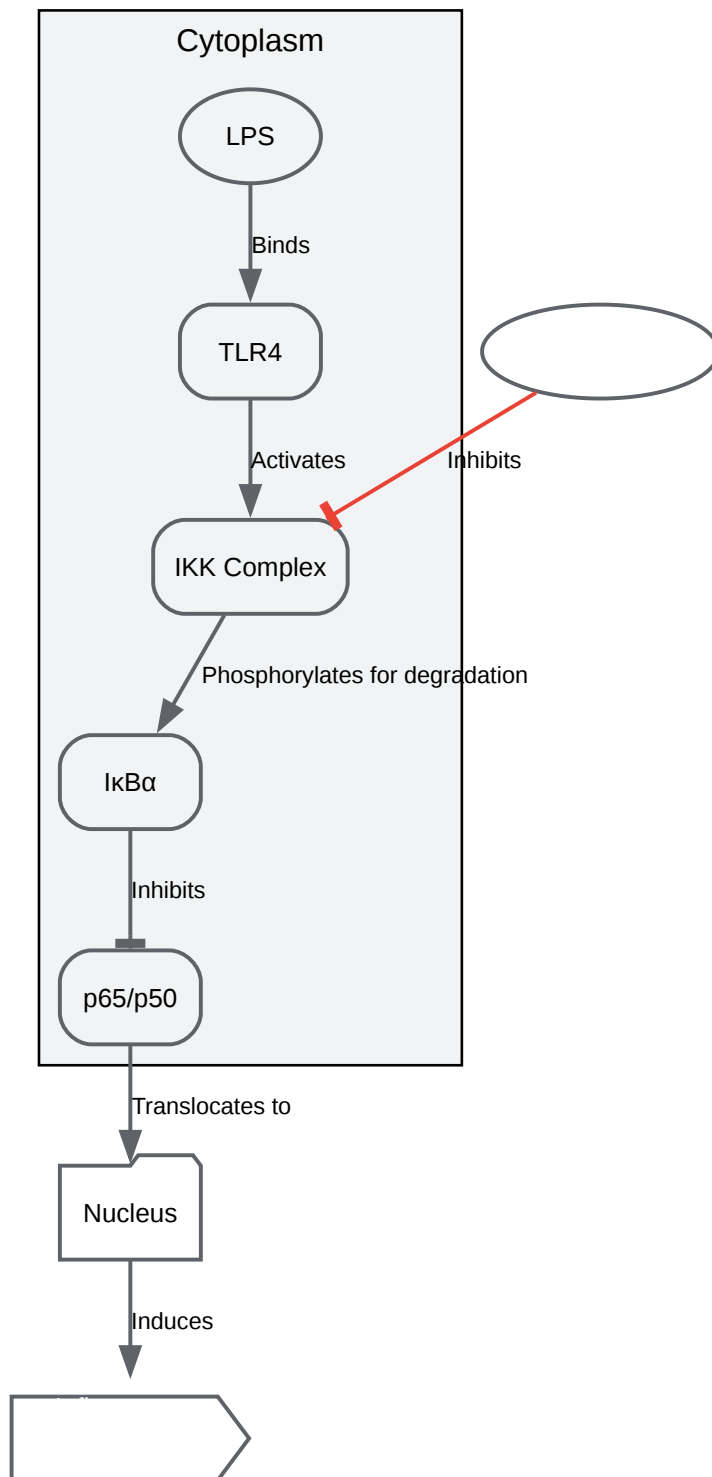 Cytoplasm
LPS
Binds
TLR4
Activates
Inhibits
IKK Complex
Phosphorylates for degradation
IκBα
Inhibits
p65/p50
Translocates to
Nucleus
Induces